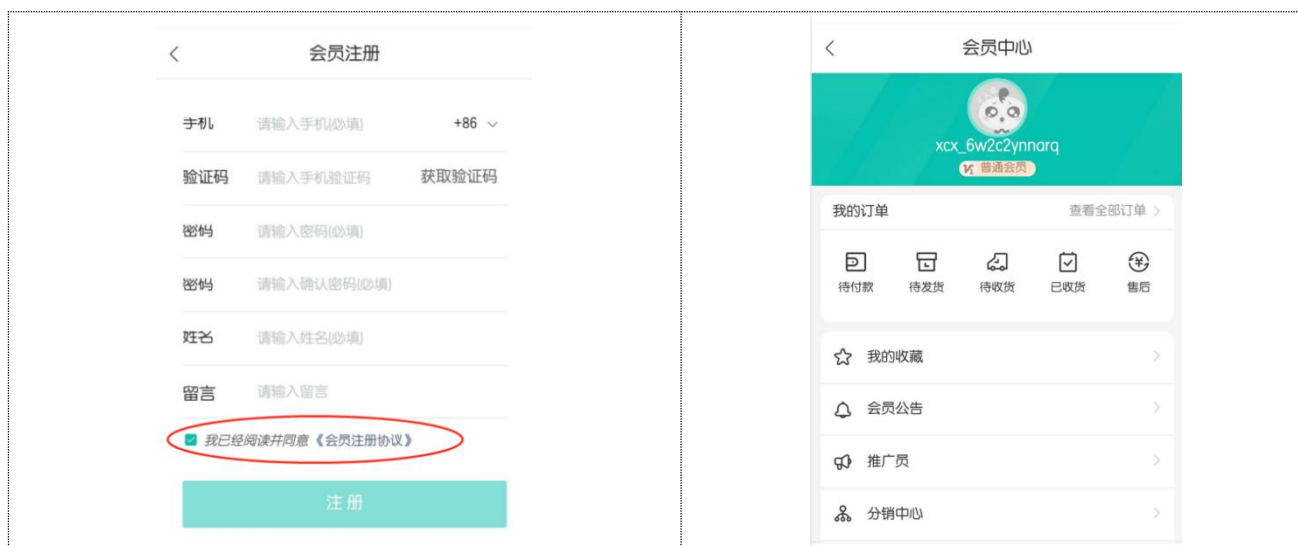 会员注册
手机 请输入手机(必填) +86
验证码 请输入手机验证码 获取验证码
密码 请输入密码(必填)
密码 请输入确认密码(必填)
姓名 请输入姓名(必填)
留言 请输入留言
我已经阅读并同意《会员注册协议》
注 册
会员中心
xcx_6w2c2ynnarq
V1 普通会员
我的订单 查看全部订单
待付款 待发货 待收货 已收货 售后
我的收藏
会员公告
推广员
分销中心